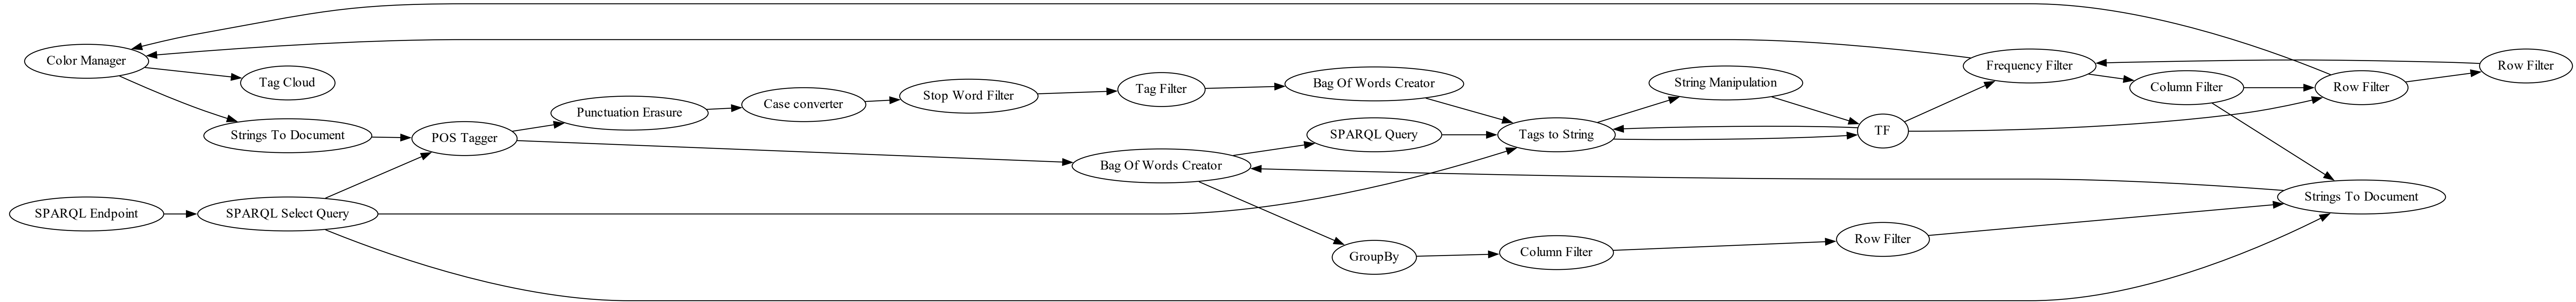 Color Manager
Tag Cloud
Strings To Document
SPARQL Endpoint
SPARQL Select Query
POS Tagger
Punctuation Erasure
Case converter
Stop Word Filter
Tag Filter
Bag Of Words Creator
Bag Of Words Creator
SPARQL Query
GroupBy
Tags to String
Column Filter
String Manipulation
TF
Row Filter
Frequency Filter
Column Filter
Row Filter
Strings To Document
Row Filter